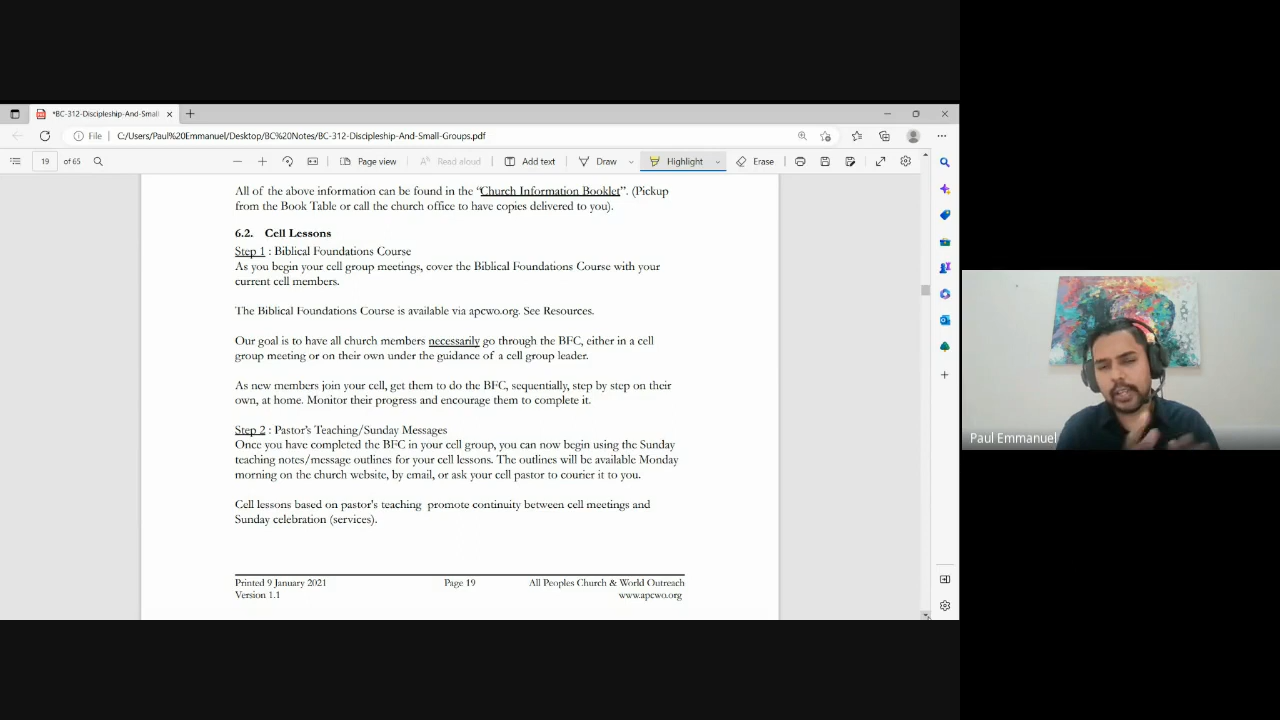 *BC-312-Discipleship-And-Small
File
C:/Users/Paul%20Emmanuel/Desktop/BC%20Notes/BC-312-Discipleship-And-Small-Groups.pdf
19 of 65
Page view
Read aloud
Add text
Draw
Highlight
Erase
All of the above information can be found in the “Church Information Booklet”. (Pickup
from the Book Table or call the church office to have copies delivered to you).
6.2. Cell Lessons
Step 1 : Biblical Foundations Course
As you begin your cell group meetings, cover the Biblical Foundations Course with your
current cell members.
The Biblical Foundations Course is available via apcwo.org. See Resources.
Our goal is to have all church members necessarily go through the BFC, either in a cell
group meeting or on their own under the guidance of a cell group leader.
As new members join your cell, get them to do the BFC, sequentially, step by step on their
own, at home. Monitor their progress and encourage them to complete it.
Step 2 : Pastor's Teaching/Sunday Messages
Once you have completed the BFC in your cell group, you can now begin using the Sunday
teaching notes/message outlines for your cell lessons. The outlines will be available Monday
morning on the church website, by email, or ask your cell pastor to courier it to you.
Cell lessons based on pastor's teaching promote continuity between cell meetings and
Sunday celebration (services).
Printed 9 January 2021
Page 19
All Peoples Church & World Outreach
Version 1.1
www.apcwo.org
Paul Emmanuel